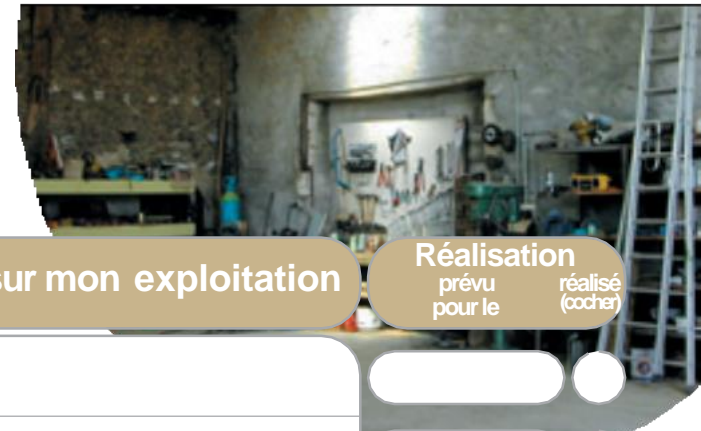 sur mon exploitation
Réalisation
prévu
pour le
réalisé
(cocher)